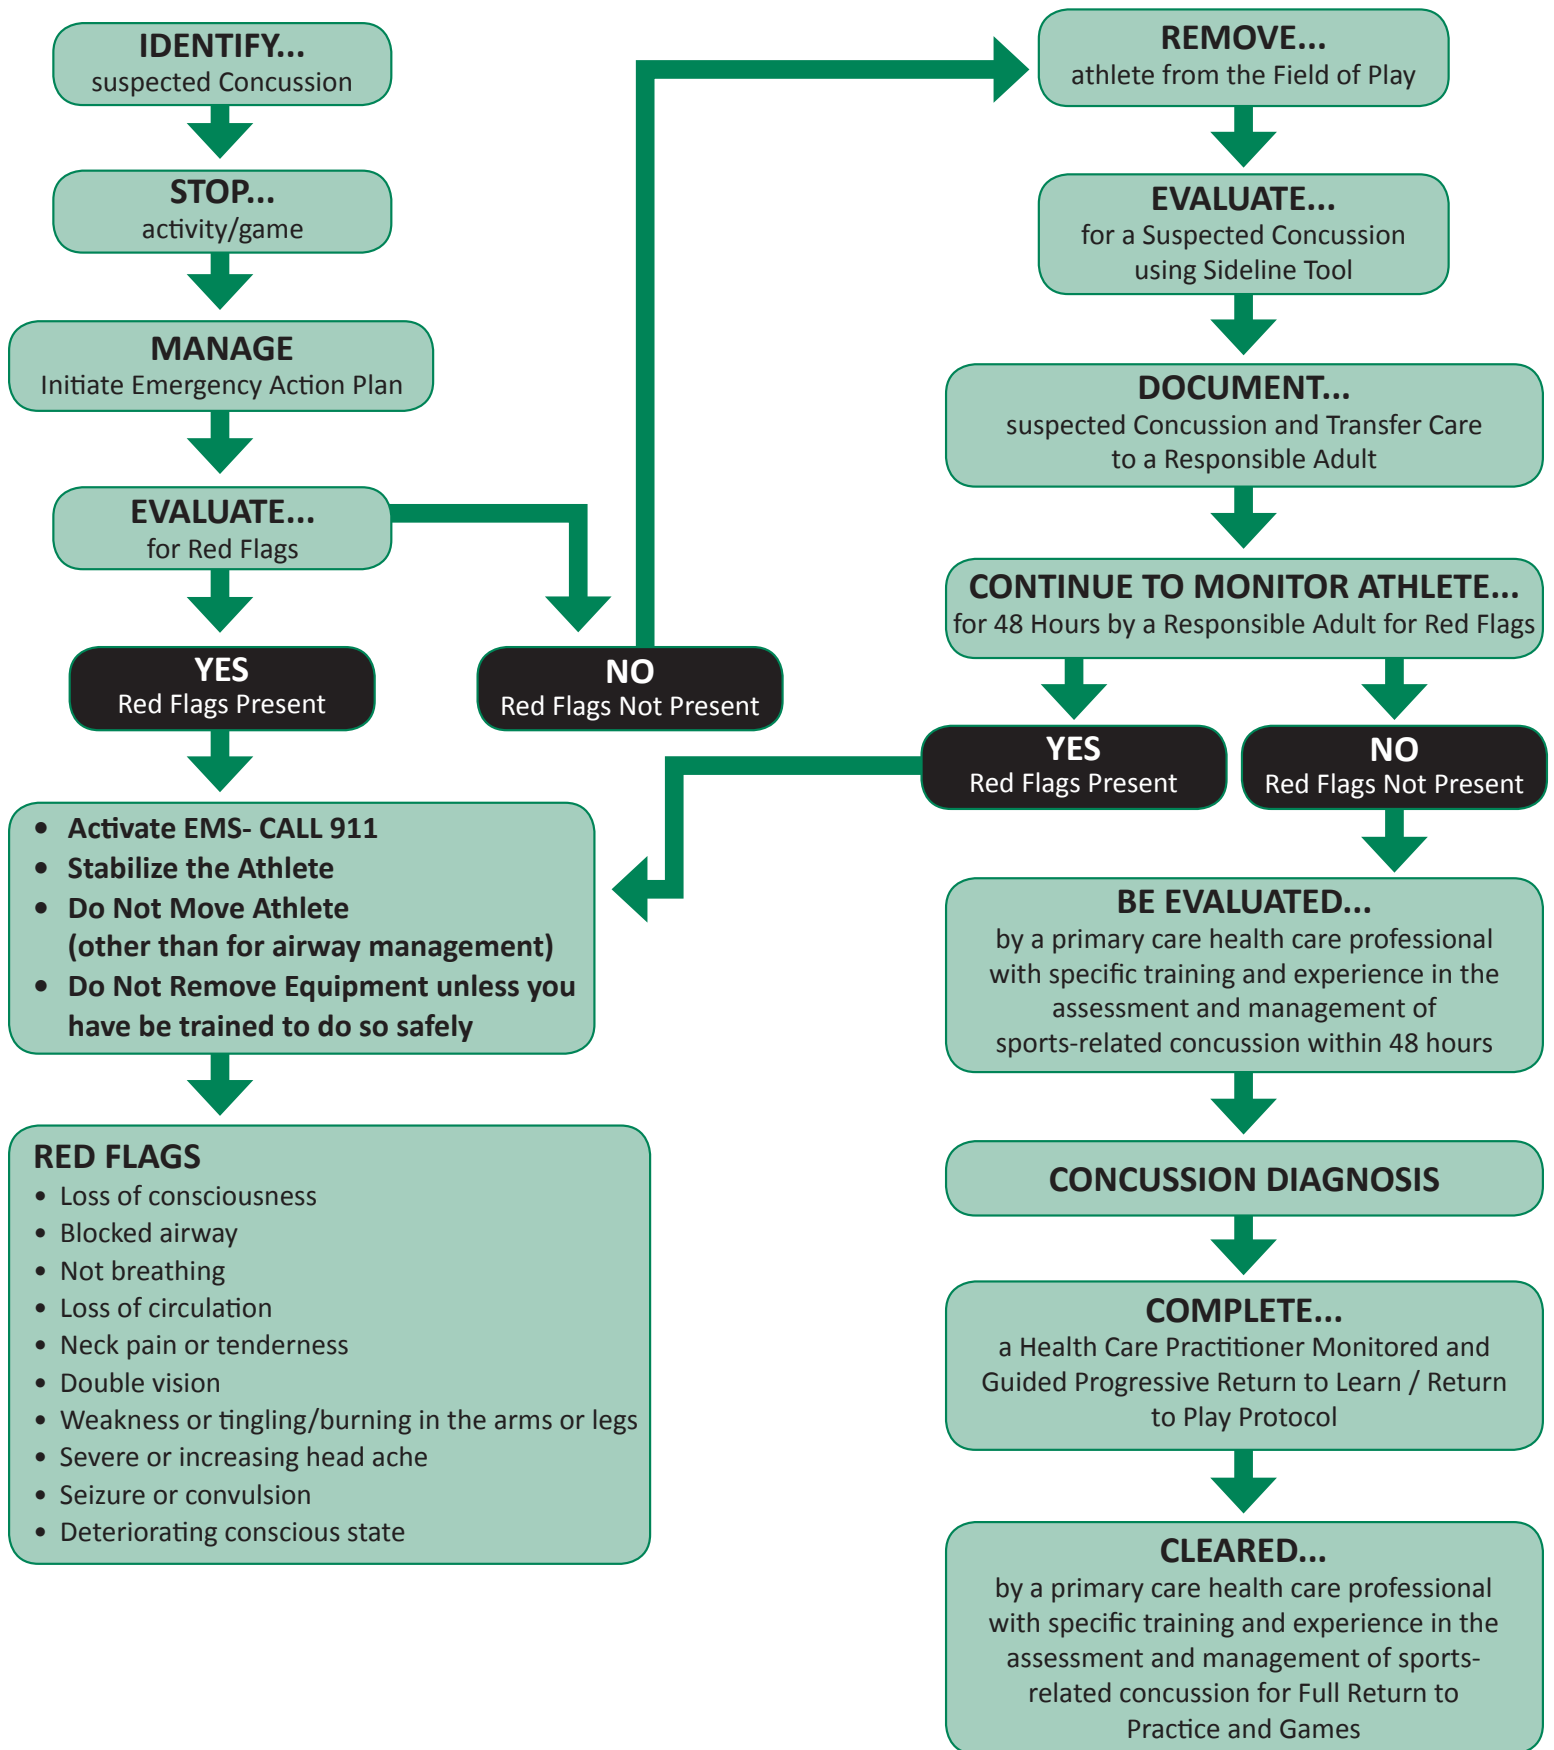 IDENTIFY...
suspected Concussion
STOP...
activity/game
MANAGE
Initiate Emergency Action Plan
EVALUATE...
for Red Flags
YES
Red Flags Present
NO
Red Flags Not Present
• Activate EMS- CALL 911
• Stabilize the Athlete
• Do Not Move Athlete
(other than for airway management)
• Do Not Remove Equipment unless you
have be trained to do so safely
RED FLAGS
• Loss of consciousness
• Blocked airway
• Not breathing
• Loss of circulation
• Neck pain or tenderness
• Double vision
• Weakness or tingling/burning in the arms or legs
• Severe or increasing head ache
• Seizure or convulsion
• Deteriorating conscious state
REMOVE...
athlete from the Field of Play
EVALUATE...
for a Suspected Concussion
using Sideline Tool
DOCUMENT...
suspected Concussion and Transfer Care
to a Responsible Adult
CONTINUE TO MONITOR ATHLETE...
for 48 Hours by a Responsible Adult for Red Flags
YES
Red Flags Present
NO
Red Flags Not Present
BE EVALUATED...
by a primary care health care professional
with specific training and experience in the
assessment and management of
sports-related concussion within 48 hours
CONCUSSION DIAGNOSIS
COMPLETE...
a Health Care Practitioner Monitored and
Guided Progressive Return to Learn / Return
to Play Protocol
CLEARED...
by a primary care health care professional
with specific training and experience in the
assessment and management of sports-
related concussion for Full Return to
Practice and Games